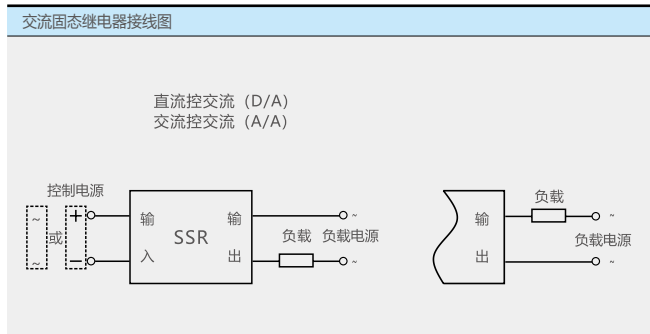 交流固态继电器接线图
直流控交流 (D/A)
交流控交流 (A/A)
控制电源
~ 或 +
~ −
输入
SSR
输出
负载
负载电源
~
~
输出
负载
负载电源
~
~